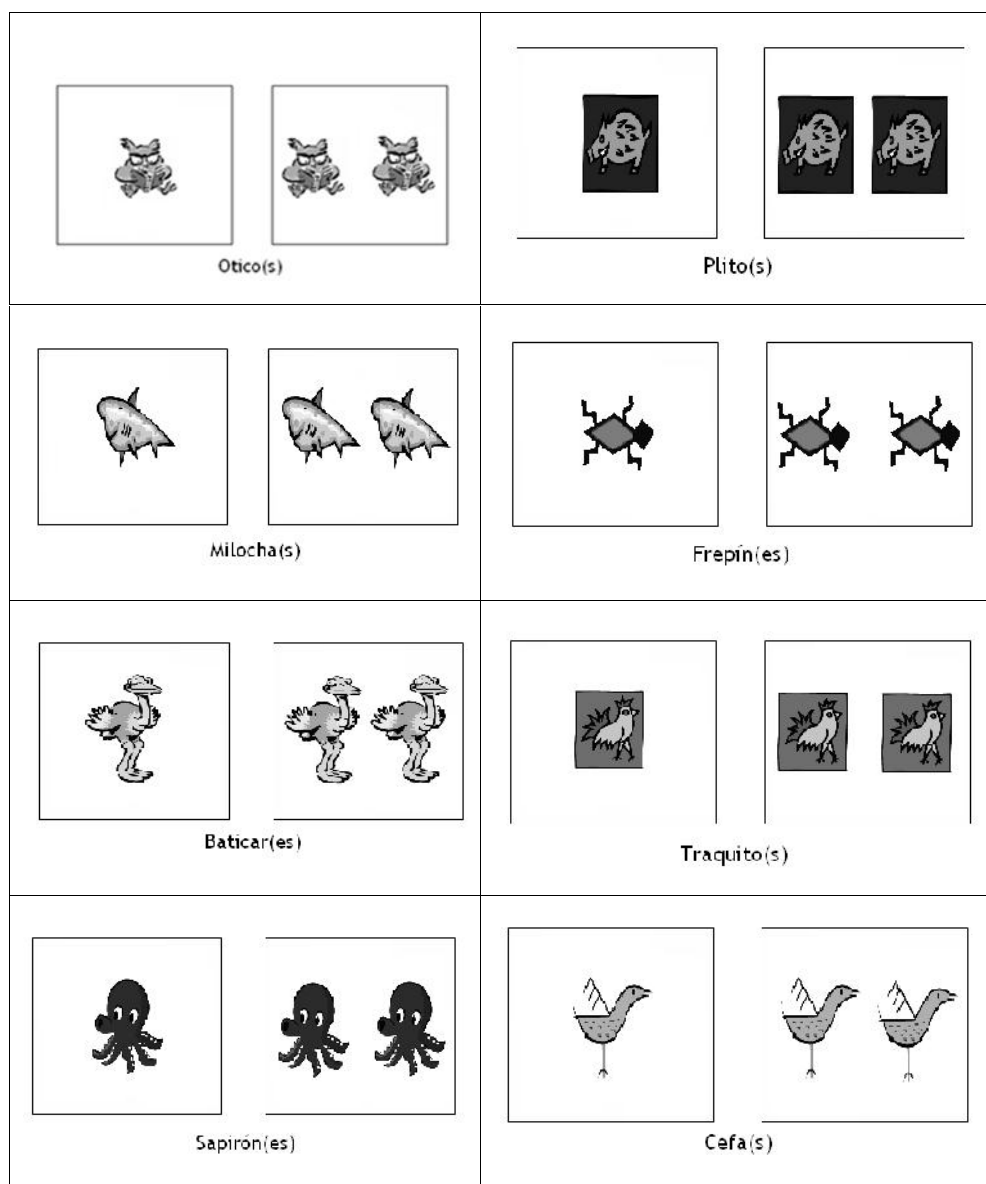 Otico(s)
Plito(s)
Milocha(s)
Frepín(es)
Baticar(es)
Traquito(s)
Sapirón(es)
Cefa(s)